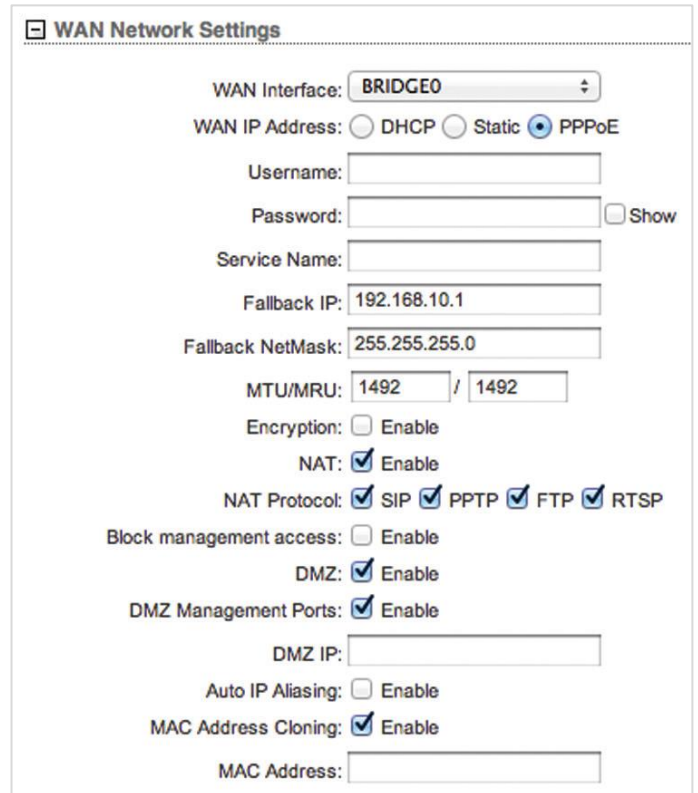 WAN Network Settings
WAN Interface: BRIDGE0
WAN IP Address: DHCP Static PPPoE
Username:
Password: Show
Service Name:
Fallback IP: 192.168.10.1
Fallback NetMask: 255.255.255.0
MTU/MRU: 1492 / 1492
Encryption: Enable
NAT: Enable
NAT Protocol: SIP PPTP FTP RTSP
Block management access: Enable
DMZ: Enable
DMZ Management Ports: Enable
DMZ IP:
Auto IP Aliasing: Enable
MAC Address Cloning: Enable
MAC Address: